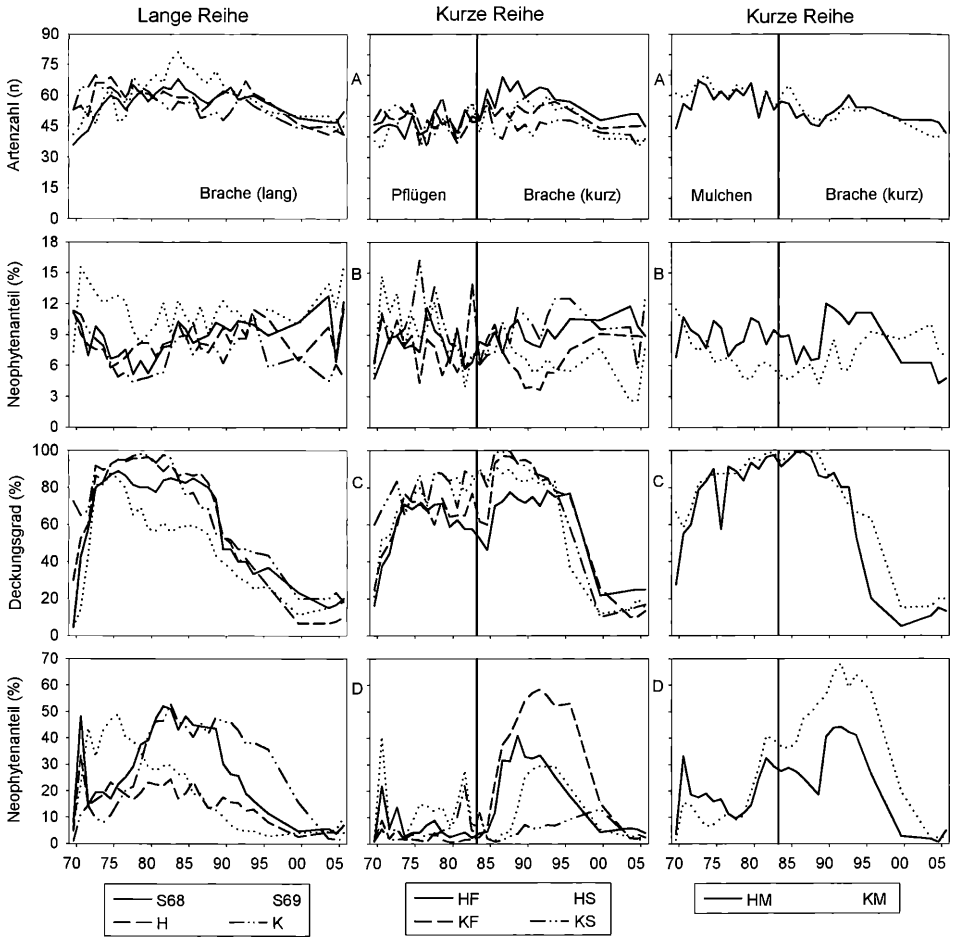 Lange Reihe Kurze Reihe Kurze Reihe
Artenzahl (n)
90
75
60
45
30
15
0
A
A
Brache (lang)
Pflügen
Brache (kurz)
Mulchen
Brache (kurz)
Neophytenanteil (%)
18
15
12
9
6
3
0
B
B
Deckungsgrad (%)
100
80
60
40
20
0
C
C
Neophytenanteil (%)
70
60
50
40
30
20
10
0
D
D
70 75 80 85 90 95 00 05
70 75 80 85 90 95 00 05
70 75 80 85 90 95 00 05
S68 S69
H K
HF HS
KF KS
HM KM